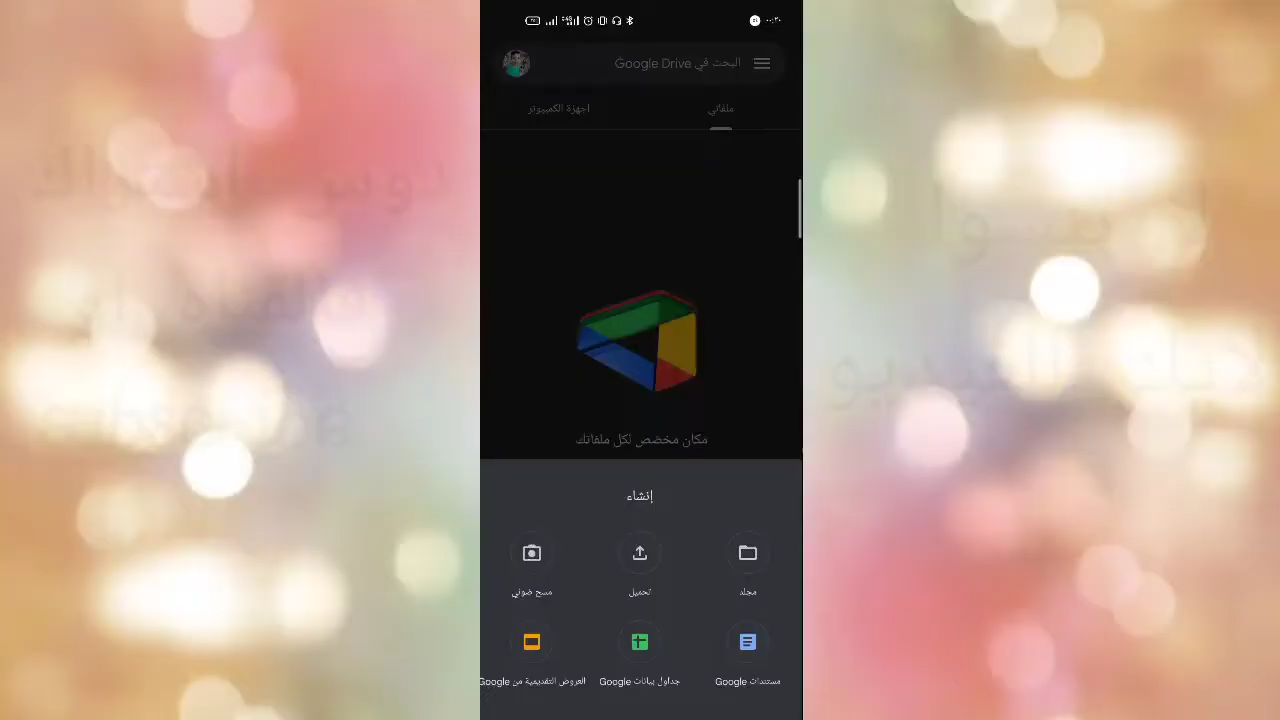 البحث في Google Drive
ملفاتي
أجهزة الكمبيوتر
مكان مخصص لكل ملفاتك
إنشاء
مجلد
تحميل
مسح ضوئي
مستندات Google
جداول بيانات Google
العروض التقديمية من Google